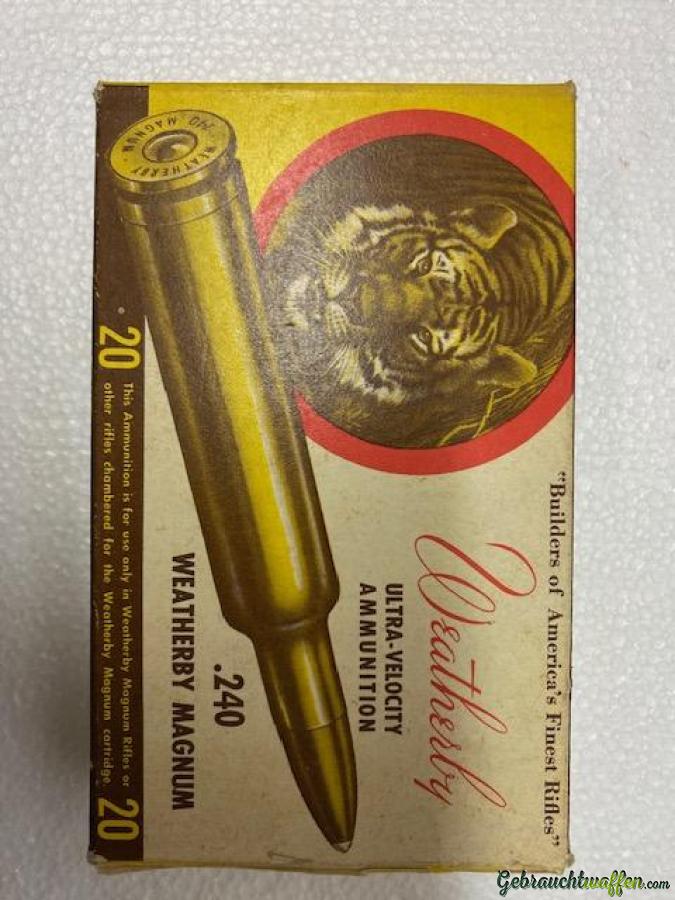 "Builders of America's Finest Rifles"
Weatherby
ULTRA-VELOCITY
AMMUNITION
.240
WEATHERBY MAGNUM
WEATHERBY
.240
MAGNUM.
20 This Ammunition is for use only in Weatherby Magnum Rifles or 20
other rifles chambered for the Weatherby Magnum cartridge.
Gebrauchtwaffen.com